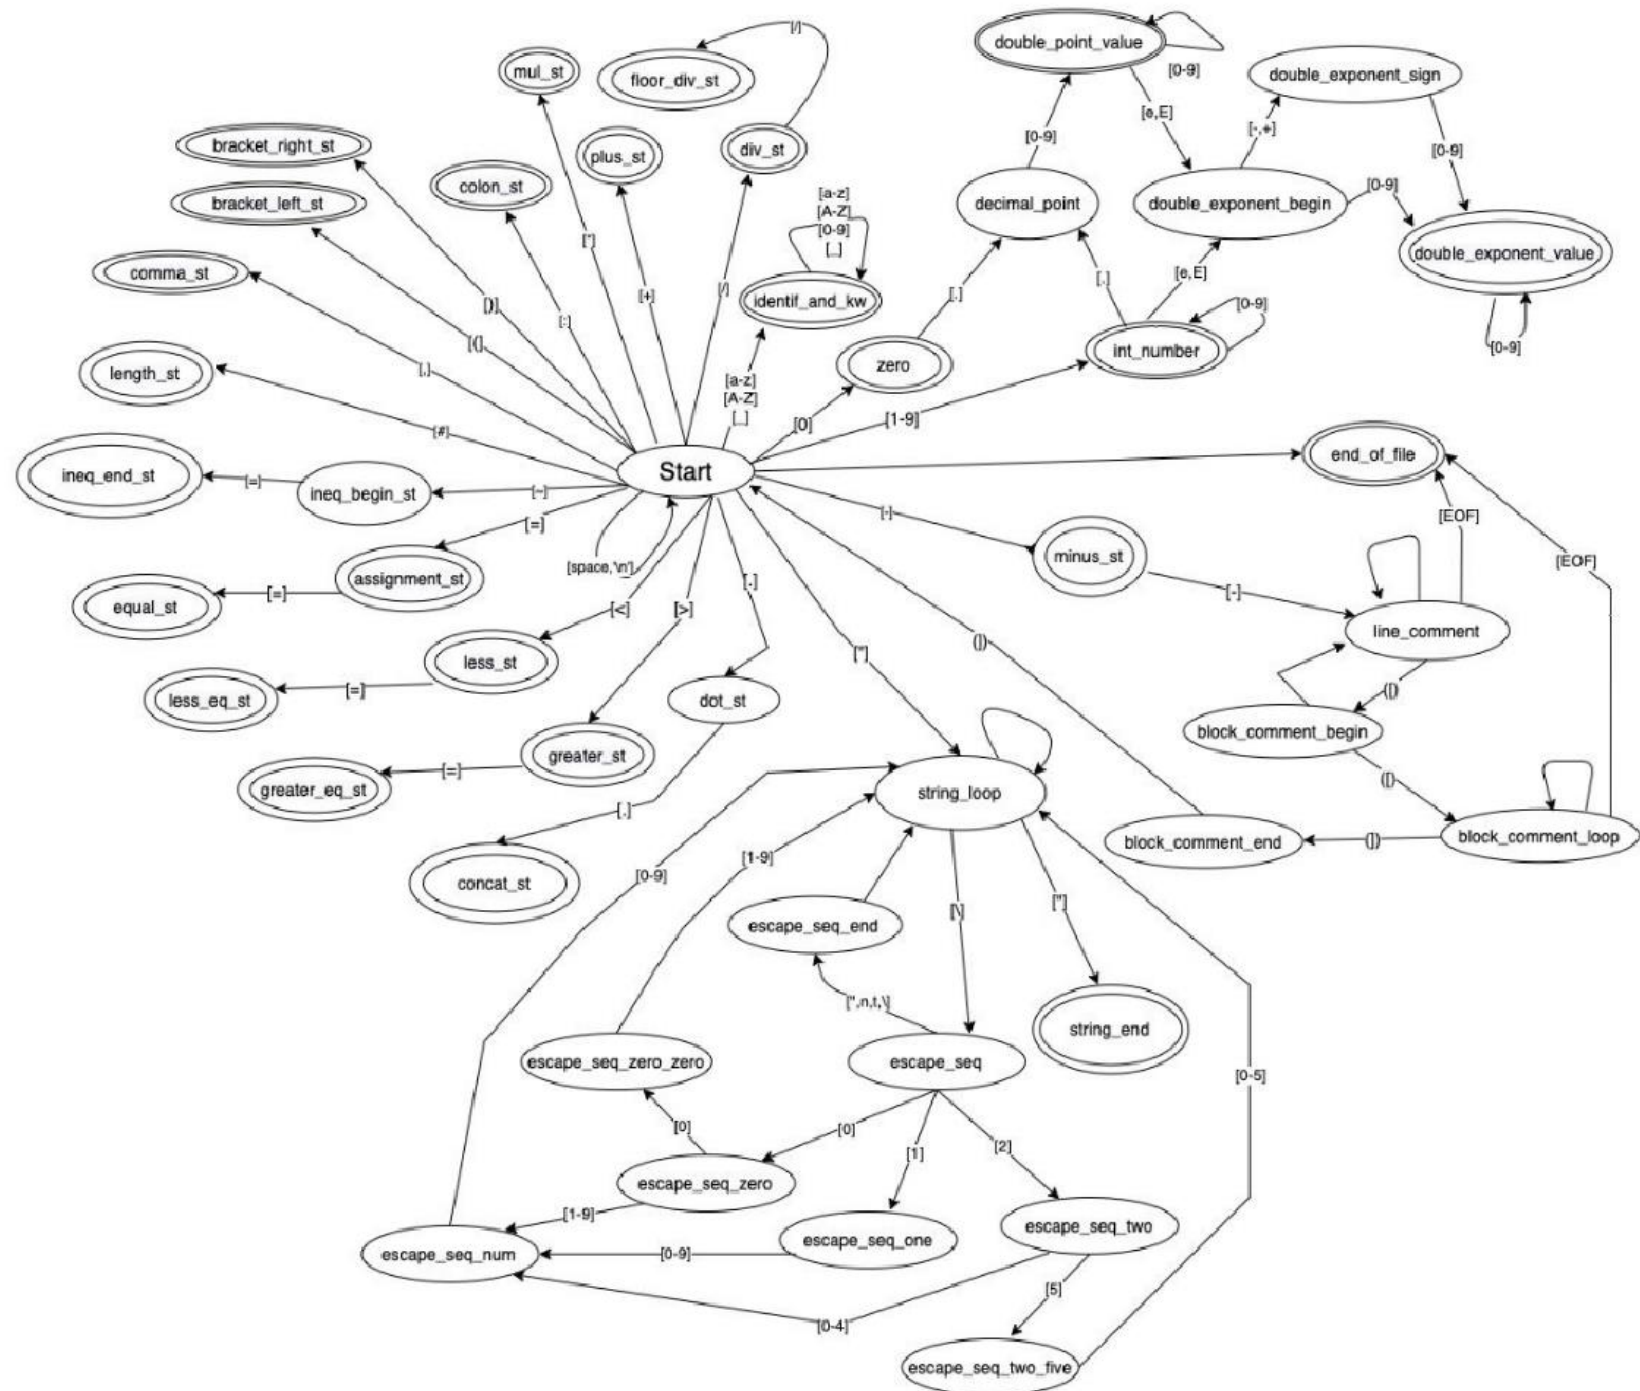 double_point_value
[0-9]
double_exponent_sign
[/]
mul_st
floor_div_st
[e,E]
[-,+]
[0-9]
[0-9]
bracket_right_st
plus_st
div_st
colon_st
bracket_left_st
[a-z]
[A-Z]
[0-9]
[_]
decimal_point
double_exponent_begin
[0-9]
double_exponent_value
[0-9]
comma_st
[*]
[+]
[/]
identif_and_kw
[.]
[.]
[e,E]
[0-9]
[)]
[:]
[(]
[,]
length_st
zero
int_number
[a-z]
[A-Z]
[_]
[0]
[1-9]
[#]
Start
end_of_file
ineq_end_st
[=]
ineq_begin_st
[~]
[=]
[-]
[EOF]
[EOF]
minus_st
[space,'\n']
assignment_st
equal_st
[=]
[<]
[>]
[.]
[-]
line_comment
(])
["]
less_st
less_eq_st
[=]
dot_st
([)
block_comment_begin
greater_st
greater_eq_st
[=]
([)
string_loop
[.]
block_comment_end
(])
block_comment_loop
concat_st
[0-9]
[1-9]
escape_seq_end
[\]
["]
[",n,t,\]
string_end
escape_seq_zero_zero
escape_seq
[0-5]
[0]
[0]
[1]
[2]
escape_seq_zero
[1-9]
escape_seq_num
[0-9]
escape_seq_one
escape_seq_two
[5]
[0-4]
escape_seq_two_five